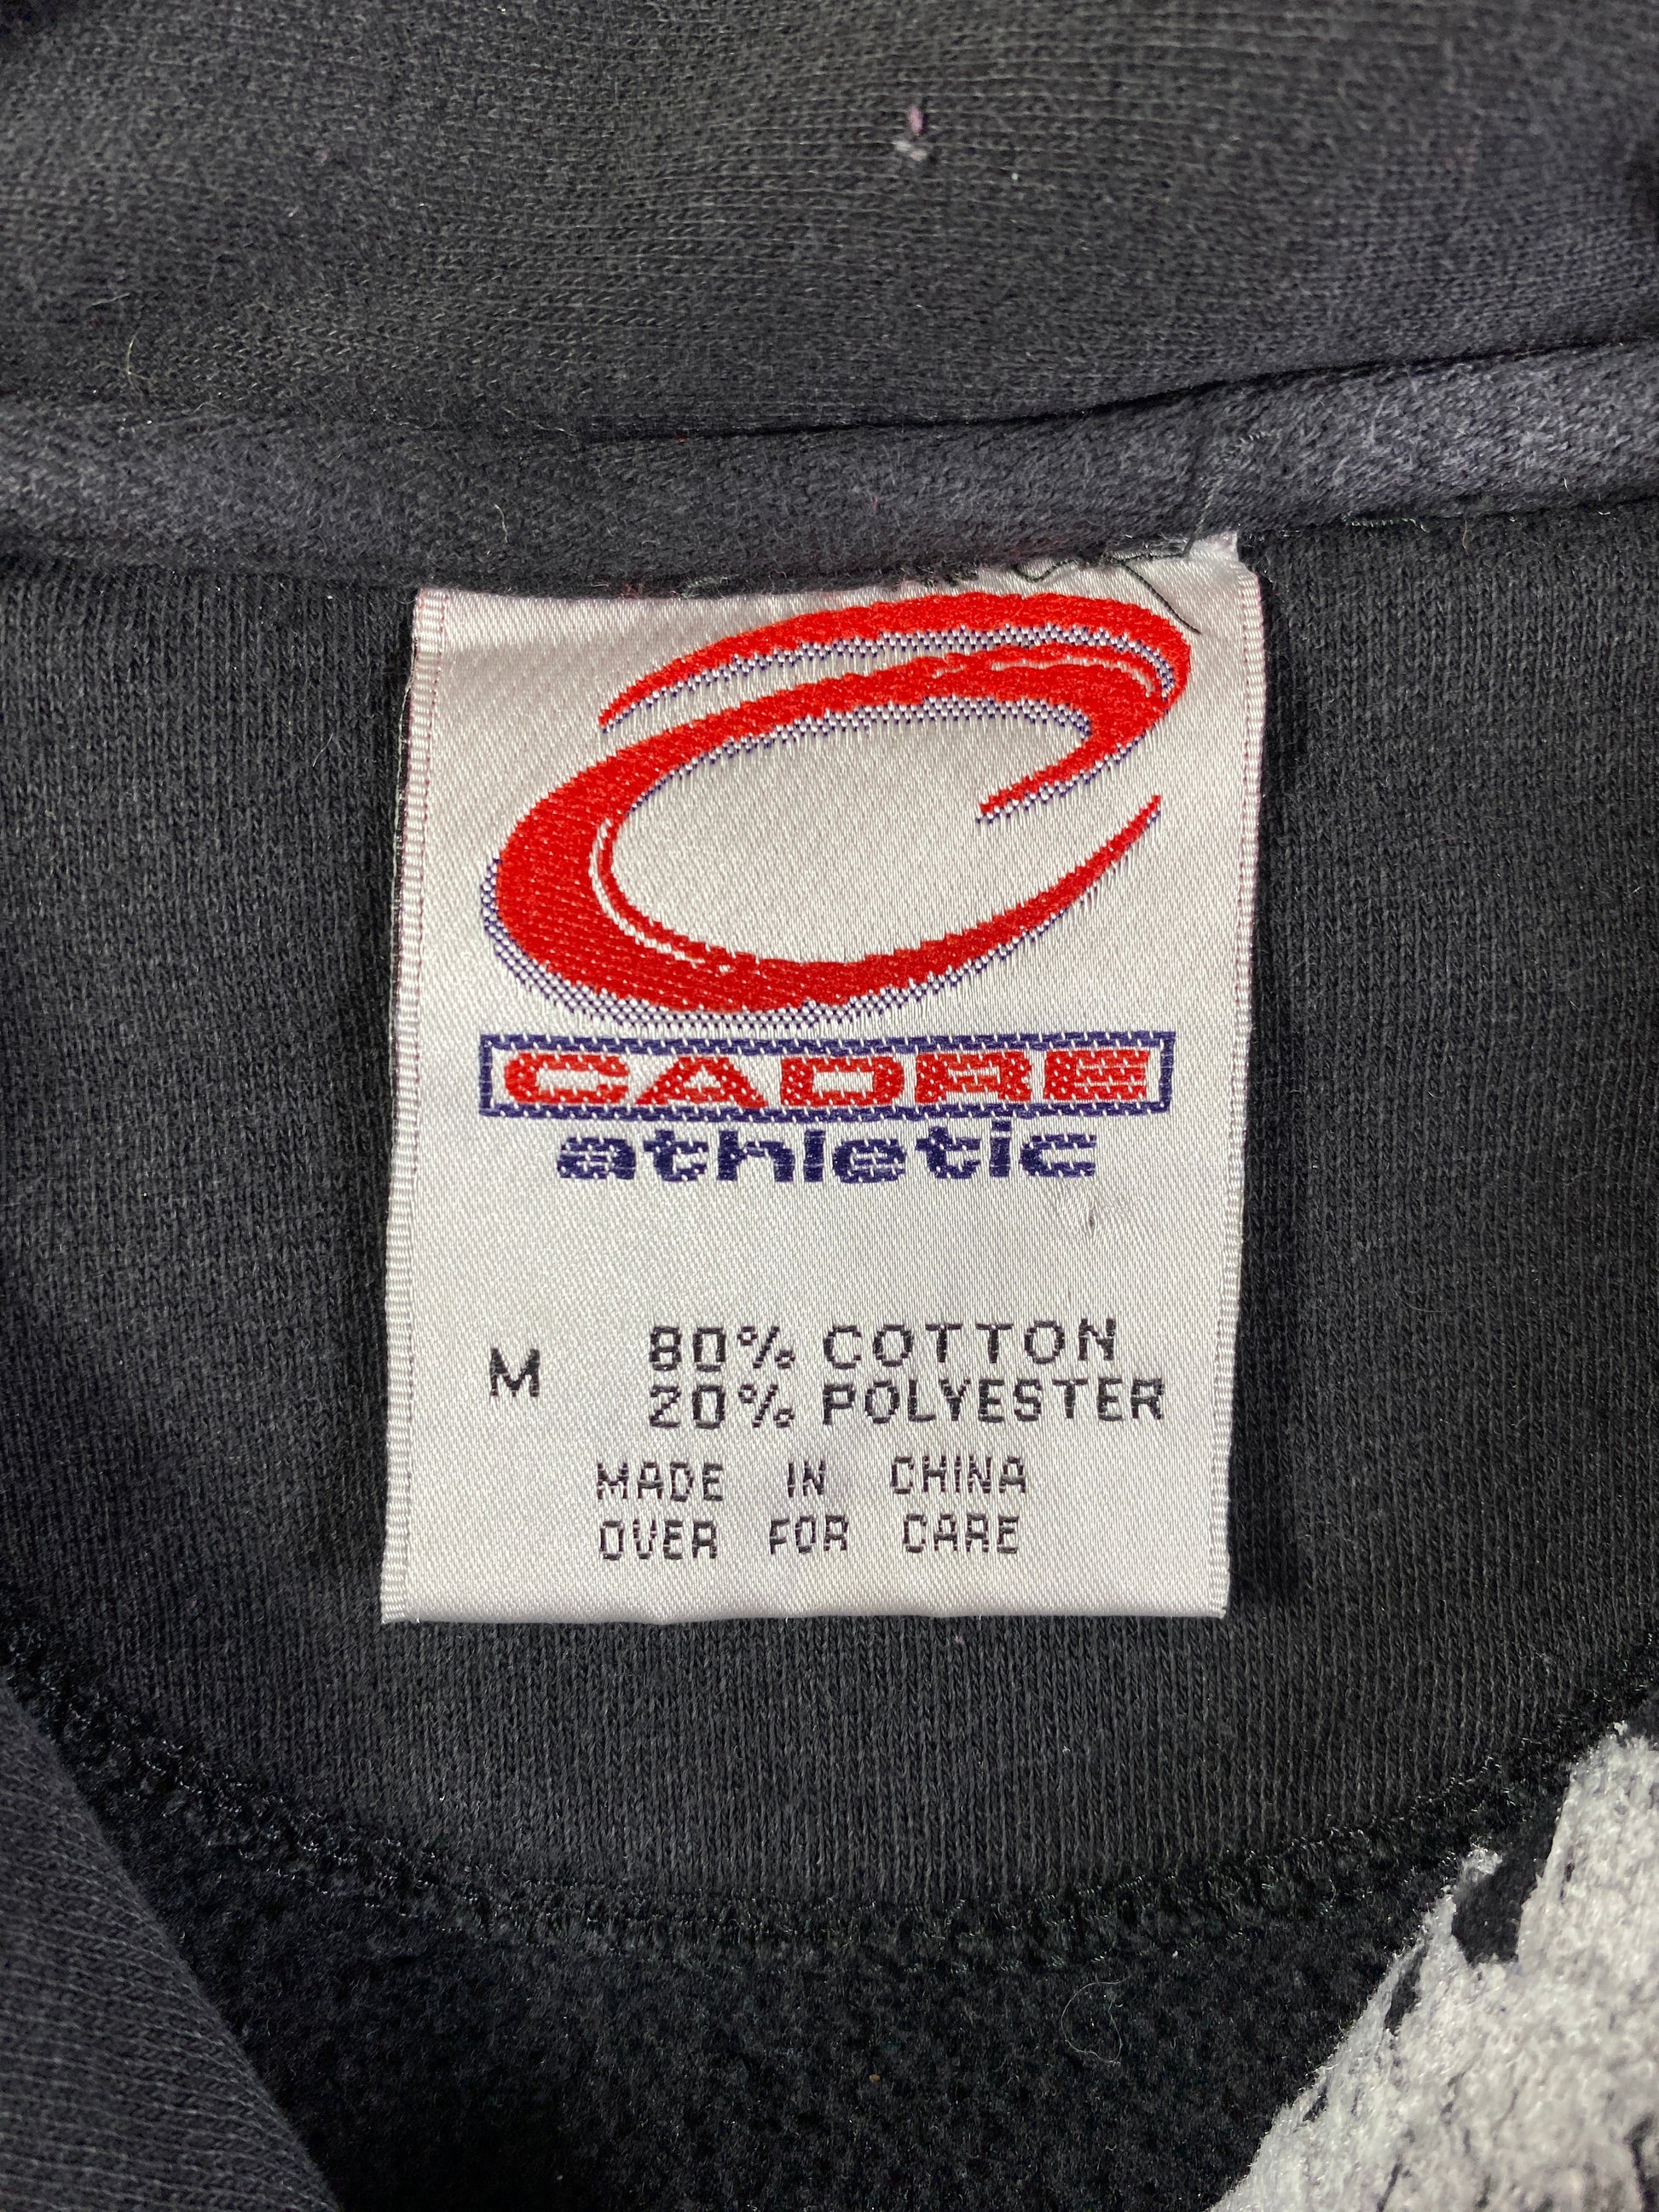 CADRE
athletic
M 80% COTTON
20% POLYESTER
MADE IN CHINA
OVER FOR CARE